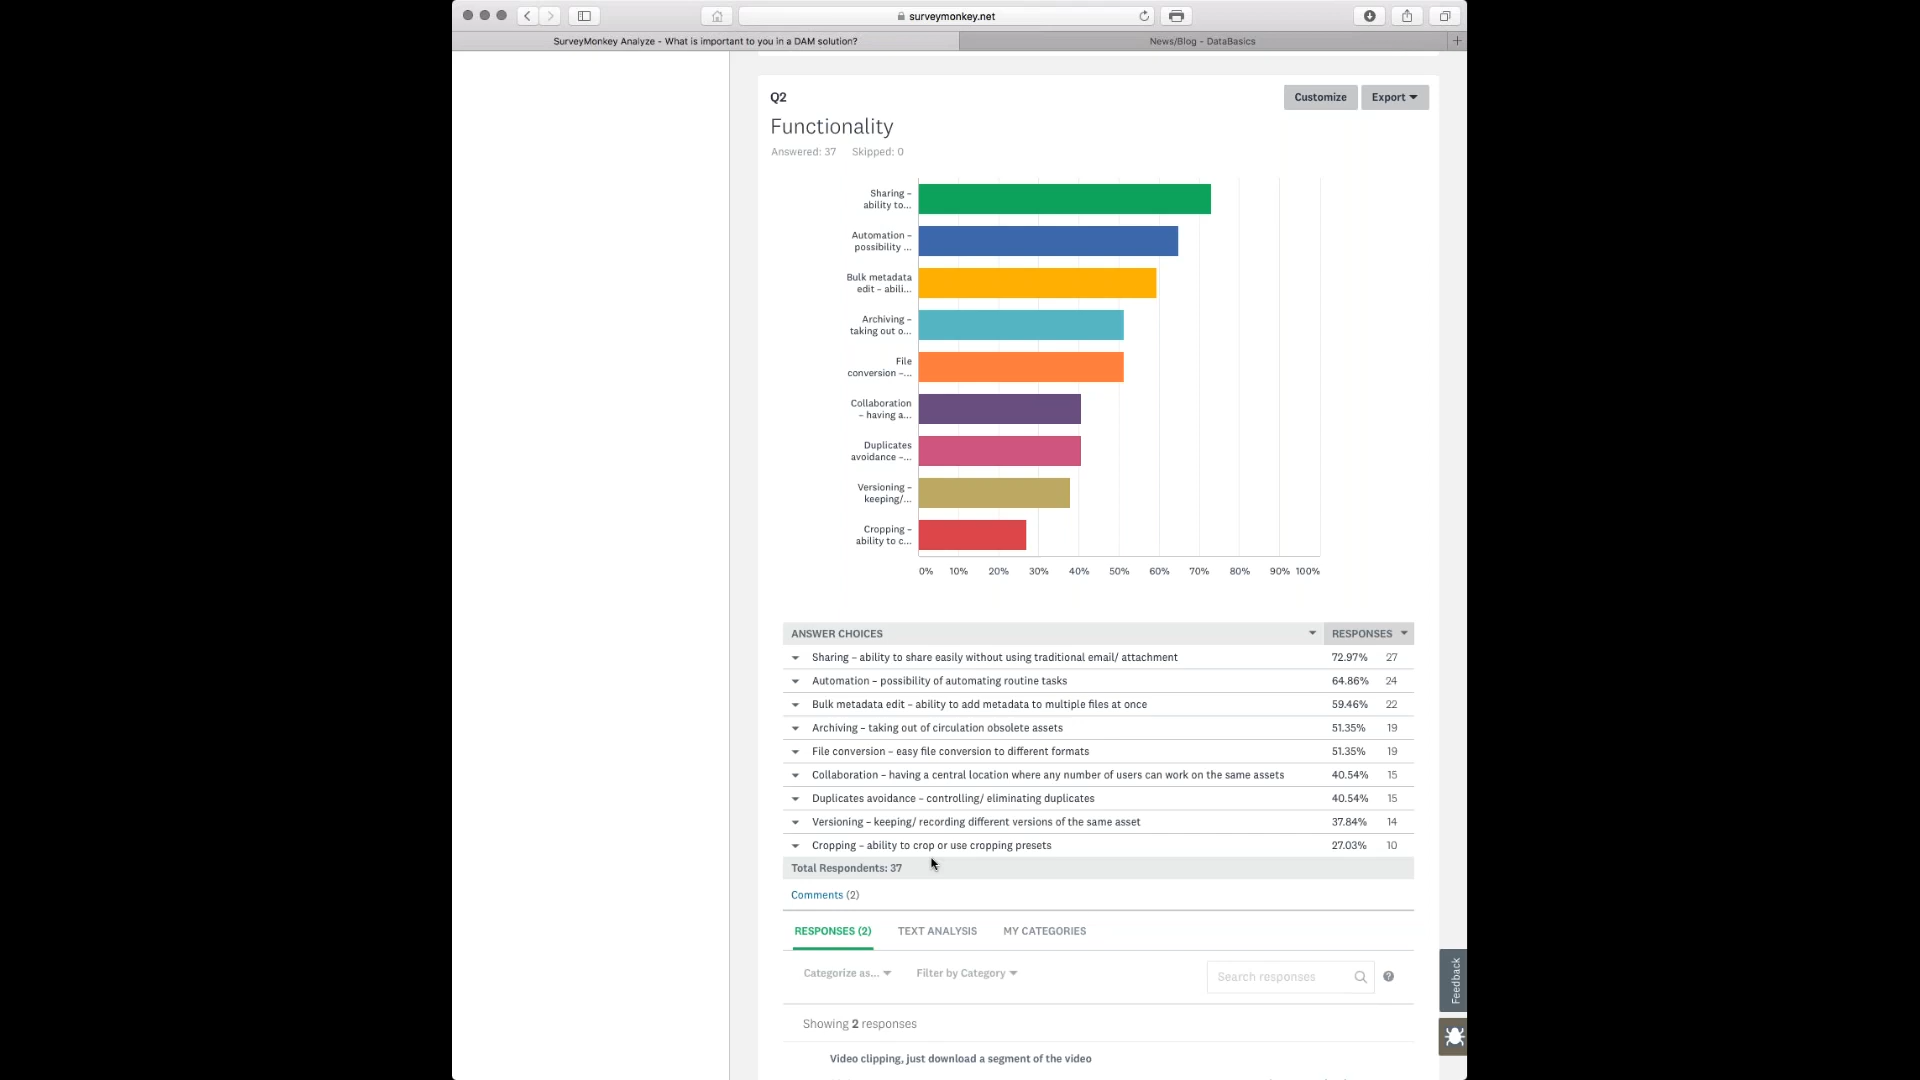 surveymonkey.net
SurveyMonkey Analyze - What is important to you in a DAM solution?
News/Blog - DataBasics
Q2
Customize
Export
Functionality
Answered: 37 Skipped: 0
Sharing –
ability to...
Automation –
possibility ...
Bulk metadata
edit – abili...
Archiving –
taking out o...
File
conversion –...
Collaboration
– having a...
Duplicates
avoidance –...
Versioning –
keeping/...
Cropping –
ability to c...
0% 10% 20% 30% 40% 50% 60% 70% 80% 90% 100%
ANSWER CHOICES RESPONSES
Sharing – ability to share easily without using traditional email/ attachment 72.97% 27
Automation – possibility of automating routine tasks 64.86% 24
Bulk metadata edit – ability to add metadata to multiple files at once 59.46% 22
Archiving – taking out of circulation obsolete assets 51.35% 19
File conversion – easy file conversion to different formats 51.35% 19
Collaboration – having a central location where any number of users can work on the same assets 40.54% 15
Duplicates avoidance – controlling/ eliminating duplicates 40.54% 15
Versioning – keeping/ recording different versions of the same asset 37.84% 14
Cropping – ability to crop or use cropping presets 27.03% 10
Total Respondents: 37
Comments (2)
RESPONSES (2) TEXT ANALYSIS MY CATEGORIES
Categorize as... Filter by Category Search responses
Feedback
Showing 2 responses
Video clipping, just download a segment of the video